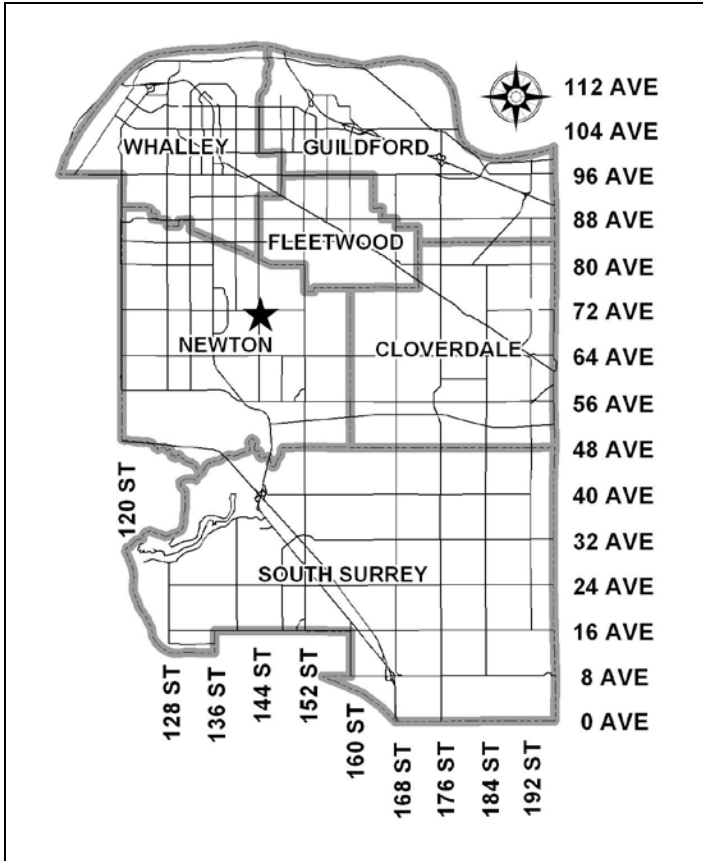 112 AVE
104 AVE
WHALLEY
GUILDFORD
96 AVE
88 AVE
FLEETWOOD
80 AVE
72 AVE
NEWTON
CLOVERDALE
64 AVE
56 AVE
48 AVE
120 ST
40 AVE
32 AVE
SOUTH SURREY
24 AVE
16 AVE
8 AVE
0 AVE
128 ST
136 ST
144 ST
152 ST
160 ST
168 ST
176 ST
184 ST
192 ST